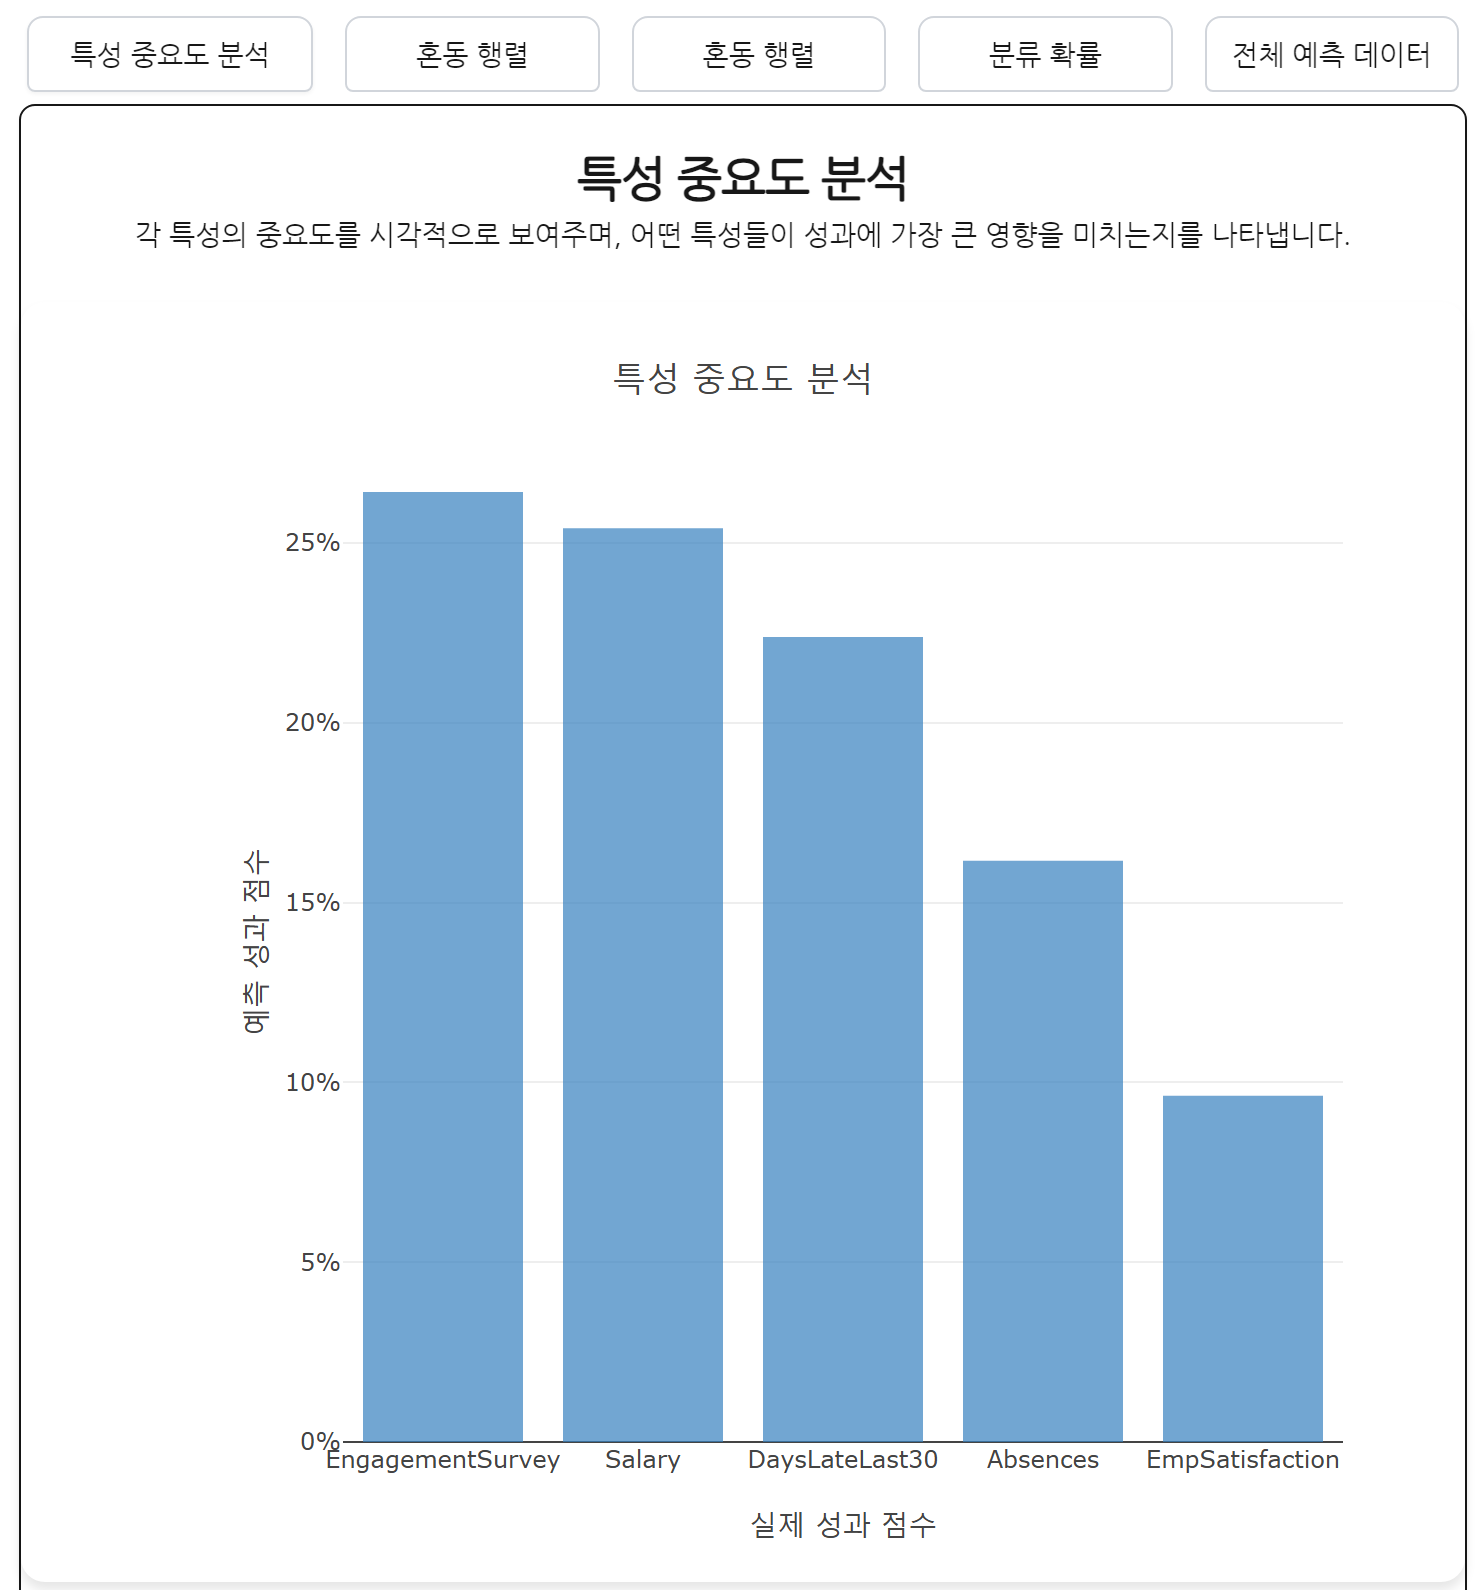 특성 중요도 분석
혼동 행렬
혼동 행렬
분류 확률
전체 예측 데이터
특성 중요도 분석
각 특성의 중요도를 시각적으로 보여주며, 어떤 특성들이 성과에 가장 큰 영향을 미치는지를 나타냅니다.
특성 중요도 분석
25%
20%
15%
10%
5%
0%
예측 성과 점수
EngagementSurvey
Salary
DaysLateLast30
Absences
EmpSatisfaction
실제 성과 점수